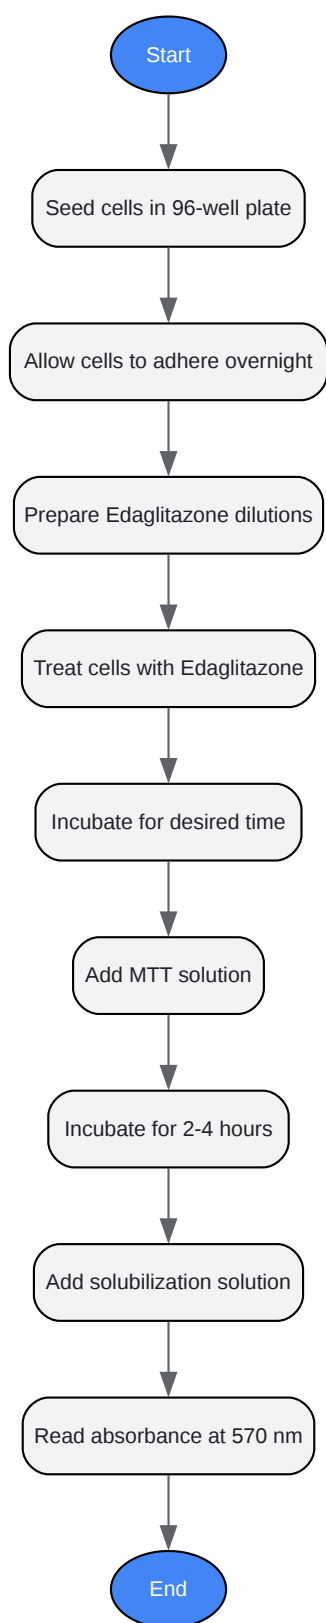 Start
Seed cells in 96-well plate
Allow cells to adhere overnight
Prepare Edaglitazone dilutions
Treat cells with Edaglitazone
Incubate for desired time
Add MTT solution
Incubate for 2-4 hours
Add solubilization solution
Read absorbance at 570 nm
End